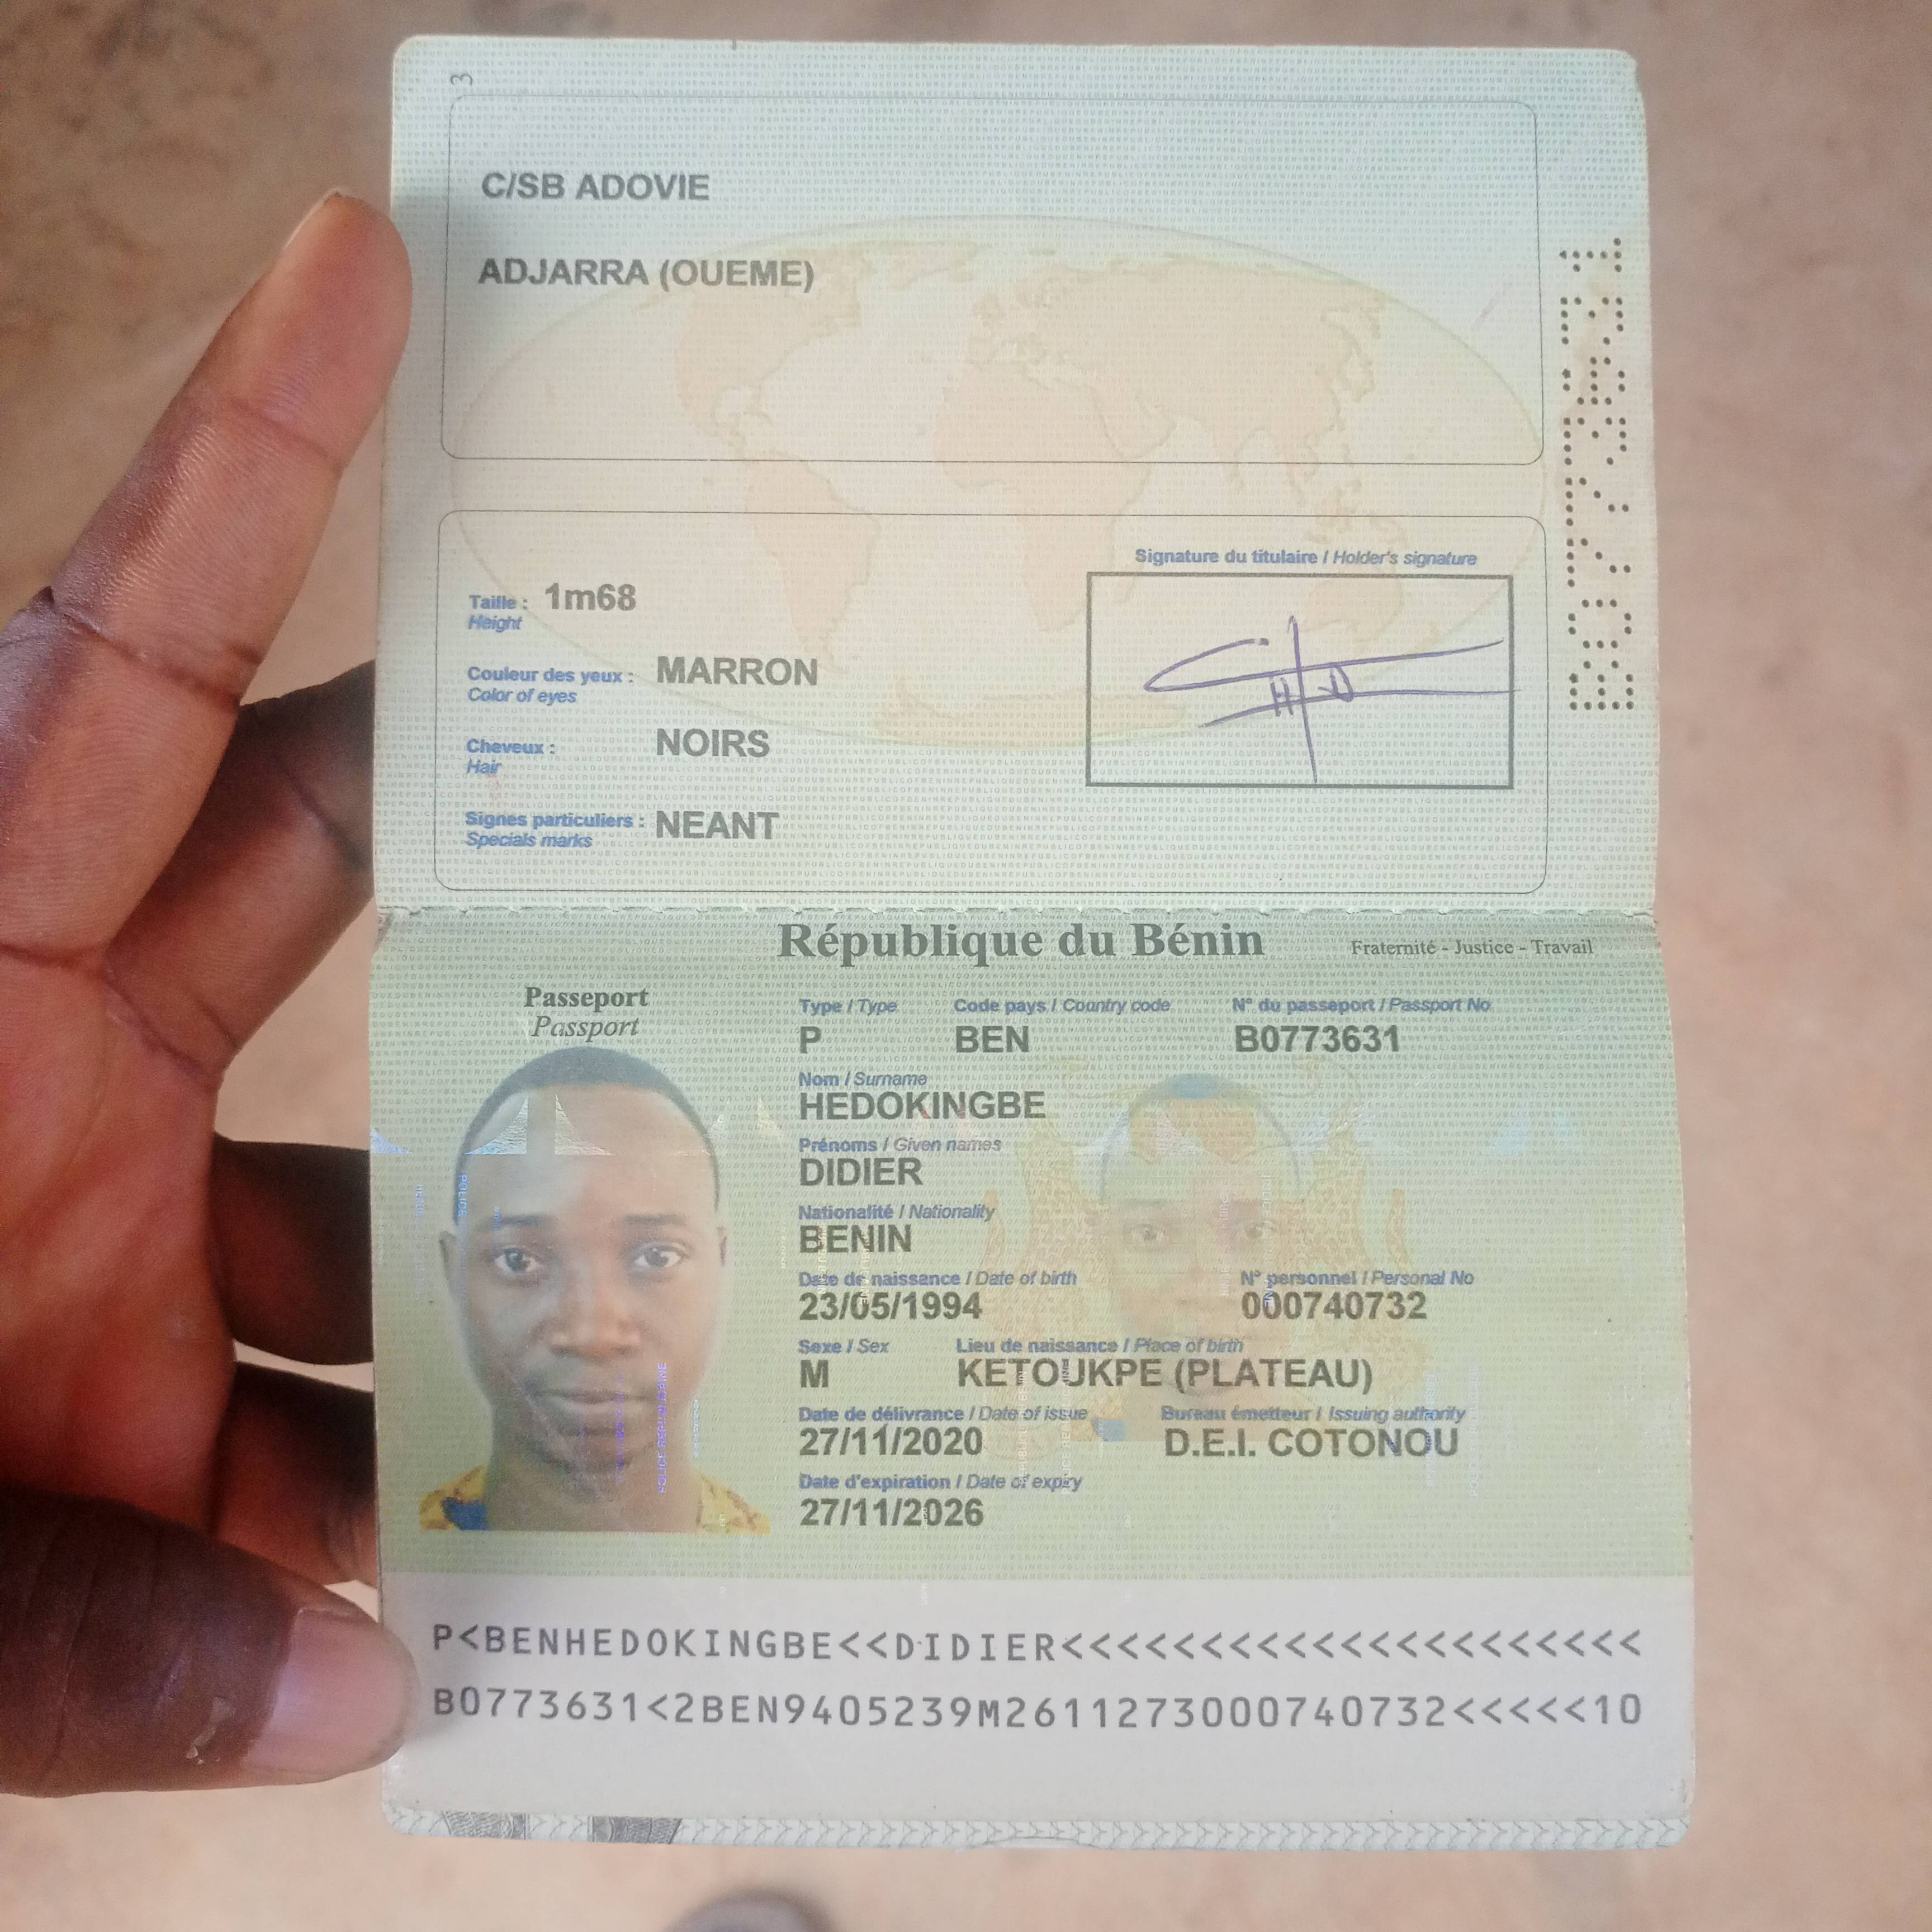 3
C/SB ADOVIE
ADJARRA (OUEME)
B0773631
Signature du titulaire / Holder's signature
Taille : 1m68
Height
Couleur des yeux : MARRON
Color of eyes
Cheveux : NOIRS
Hair
Signes particuliers : NEANT
Specials marks
République du Bénin
Fraternité - Justice - Travail
Passeport
Passport
Type / Type Code pays / Country code N° du passeport / Passport No
P BEN B0773631
Nom / Surname
HEDOKINGBE
Prénoms / Given names
DIDIER
Nationalité / Nationality
BENIN
Date de naissance / Date of birth N° personnel / Personal No
23/05/1994 000740732
Sexe / Sex Lieu de naissance / Place of birth
M KETOUKPE (PLATEAU)
Date de délivrance / Date of issue Bureau émetteur / Issuing authority
27/11/2020 D.E.I. COTONOU
Date d'expiration / Date of expiry
27/11/2026
P<BENHEDOKINGBE<<DIDIER<<<<<<<<<<<<<<<<<<<<<
B0773631<2BEN9405239M2611273000740732<<<<<10